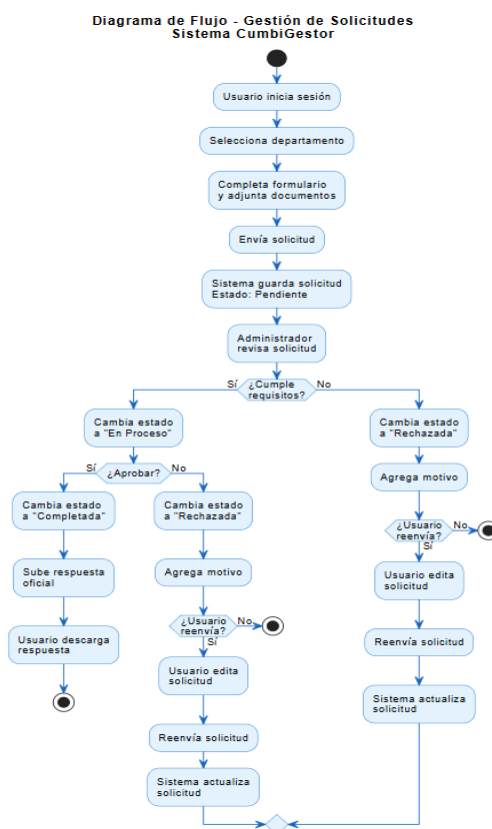 Diagrama de Flujo - Gestión de Solicitudes
Sistema CumbiGestor
Usuario inicia sesión
Selecciona departamento
Completa formulario
y adjunta documentos
Envía solicitud
Sistema guarda solicitud
Estado: Pendiente
Administrador
revisa solicitud
Sí
¿Cumple
requisitos?
No
Cambia estado
a "En Proceso"
Sí
¿Aprobar?
No
Cambia estado
a "Completada"
Sube respuesta
oficial
Usuario descarga
respuesta
Cambia estado
a "Rechazada"
Agrega motivo
¿Usuario
reenvía?
No
Sí
Usuario edita
solicitud
Reenvía solicitud
Sistema actualiza
solicitud
Cambia estado
a "Rechazada"
Agrega motivo
¿Usuario
reenvía?
No
Sí
Usuario edita
solicitud
Reenvía solicitud
Sistema actualiza
solicitud